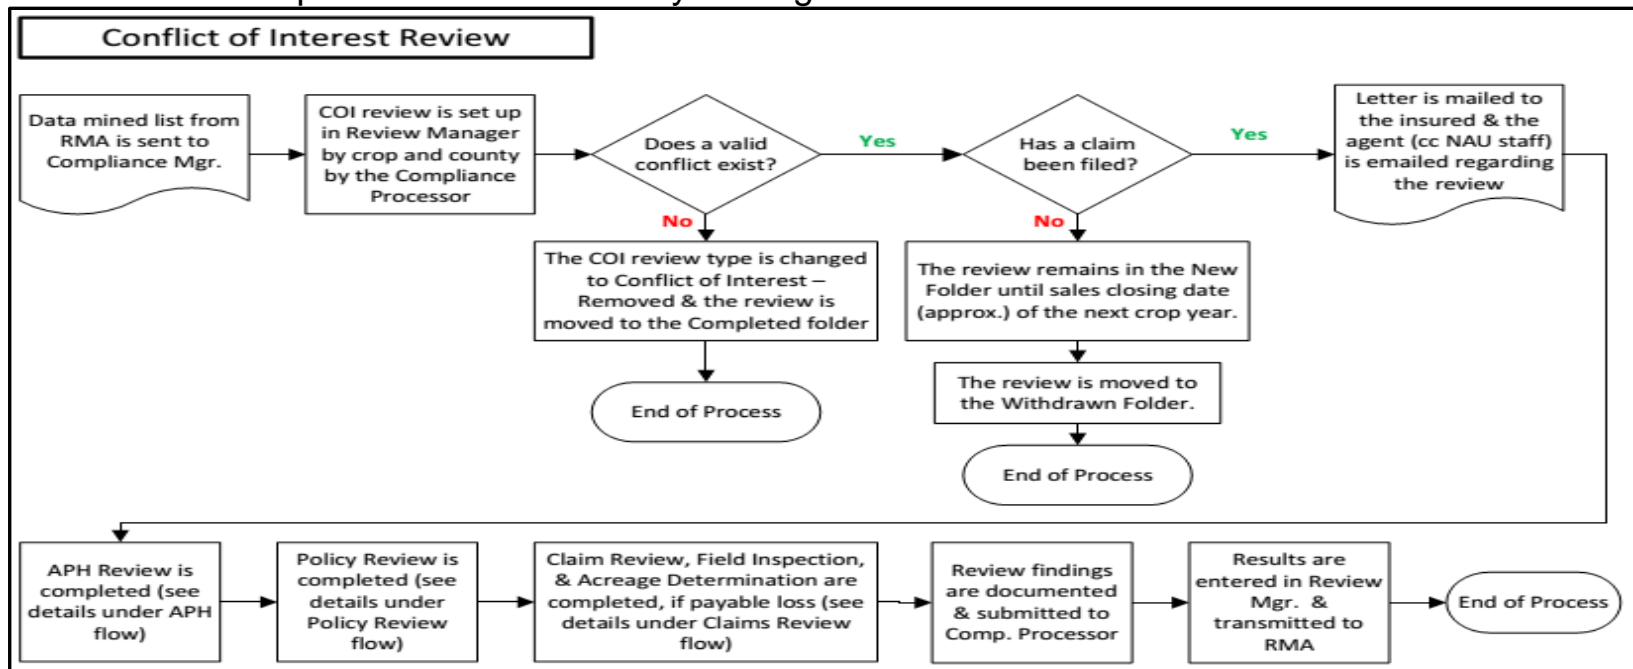 Conflict of Interest Review
Data mined list from
RMA is sent to
Compliance Mgr.
COI review is set up
in Review Manager
by crop and county
by the Compliance
Processor
Does a valid
conflict exist?
Yes
No
Has a claim
been filed?
Yes
No
Letter is mailed to
the insured & the
agent (cc NAU staff)
is emailed regarding
the review
The COI review type is changed
to Conflict of Interest –
Removed & the review is
moved to the Completed folder
End of Process
The review remains in the New
Folder until sales closing date
(approx.) of the next crop year.
The review is moved to
the Withdrawn Folder.
End of Process
APH Review is
completed (see
details under APH
flow)
Policy Review is
completed (see
details under
Policy Review
flow)
Claim Review, Field Inspection,
& Acreage Determination are
completed, if payable loss (see
details under Claims Review
flow)
Review findings
are documented
& submitted to
Comp. Processor
Results are
entered in Review
Mgr. &
transmitted to
RMA
End of Process